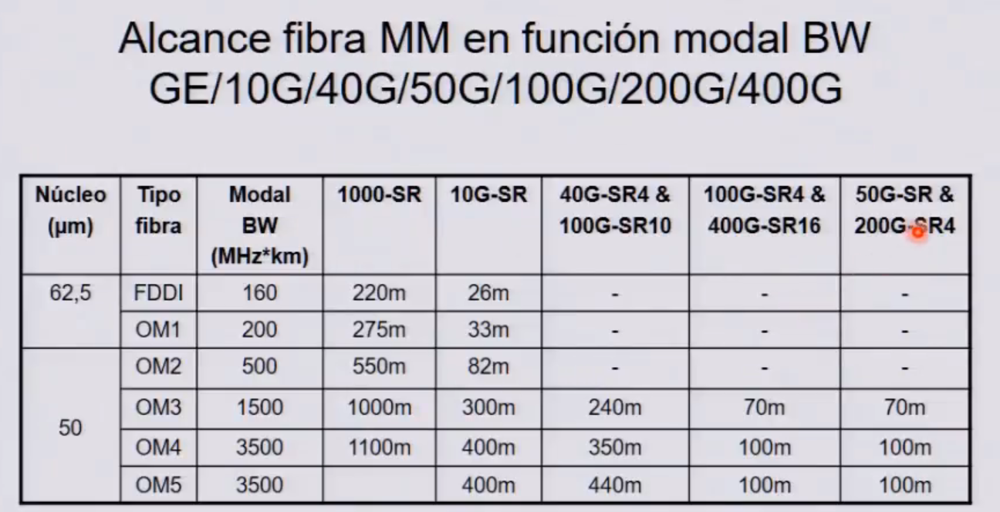 Alcance fibra MM en función modal BW
GE/10G/40G/50G/100G/200G/400G
Núcleo (µm) Tipo fibra Modal BW (MHz*km) 1000-SR 10G-SR 40G-SR4 & 100G-SR10 100G-SR4 & 400G-SR16 50G-SR & 200G-SR4
62,5 FDDI 160 220m 26m - - -
OM1 200 275m 33m - - -
OM2 500 550m 82m - - -
50 OM3 1500 1000m 300m 240m 70m 70m
OM4 3500 1100m 400m 350m 100m 100m
OM5 3500 400m 440m 100m 100m